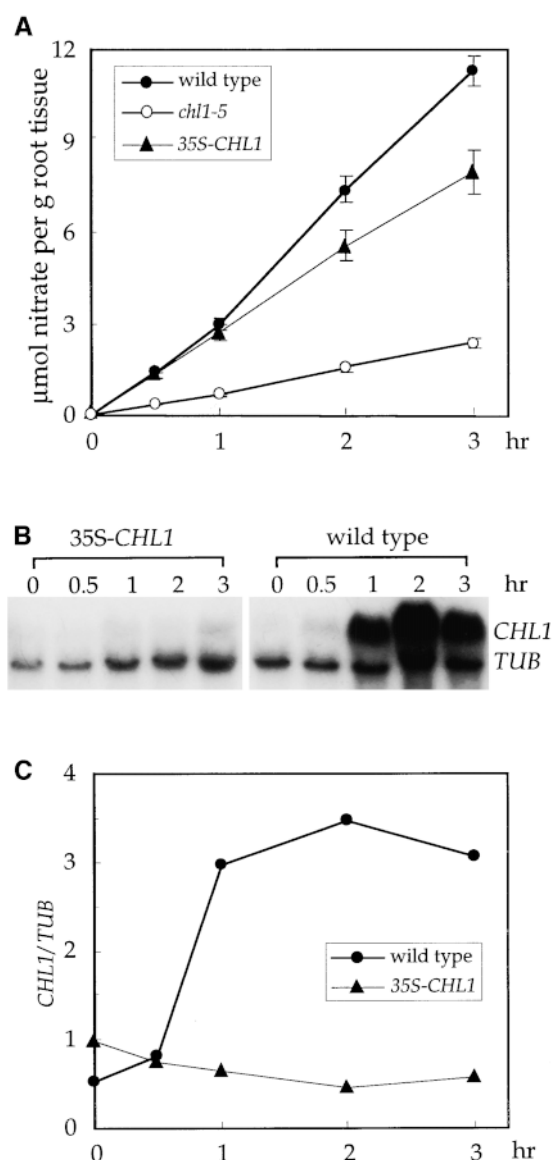 A
12
wild type
chl1-5
35S-CHL1
9
6
3
0
µmol nitrate per g root tissue
0 1 2 3 hr
B
35S-CHL1 wild type
0 0.5 1 2 3 0 0.5 1 2 3 hr
CHL1
TUB
C
4
3
2
1
0
CHL1/TUB
wild type
35S-CHL1
0 1 2 3 hr